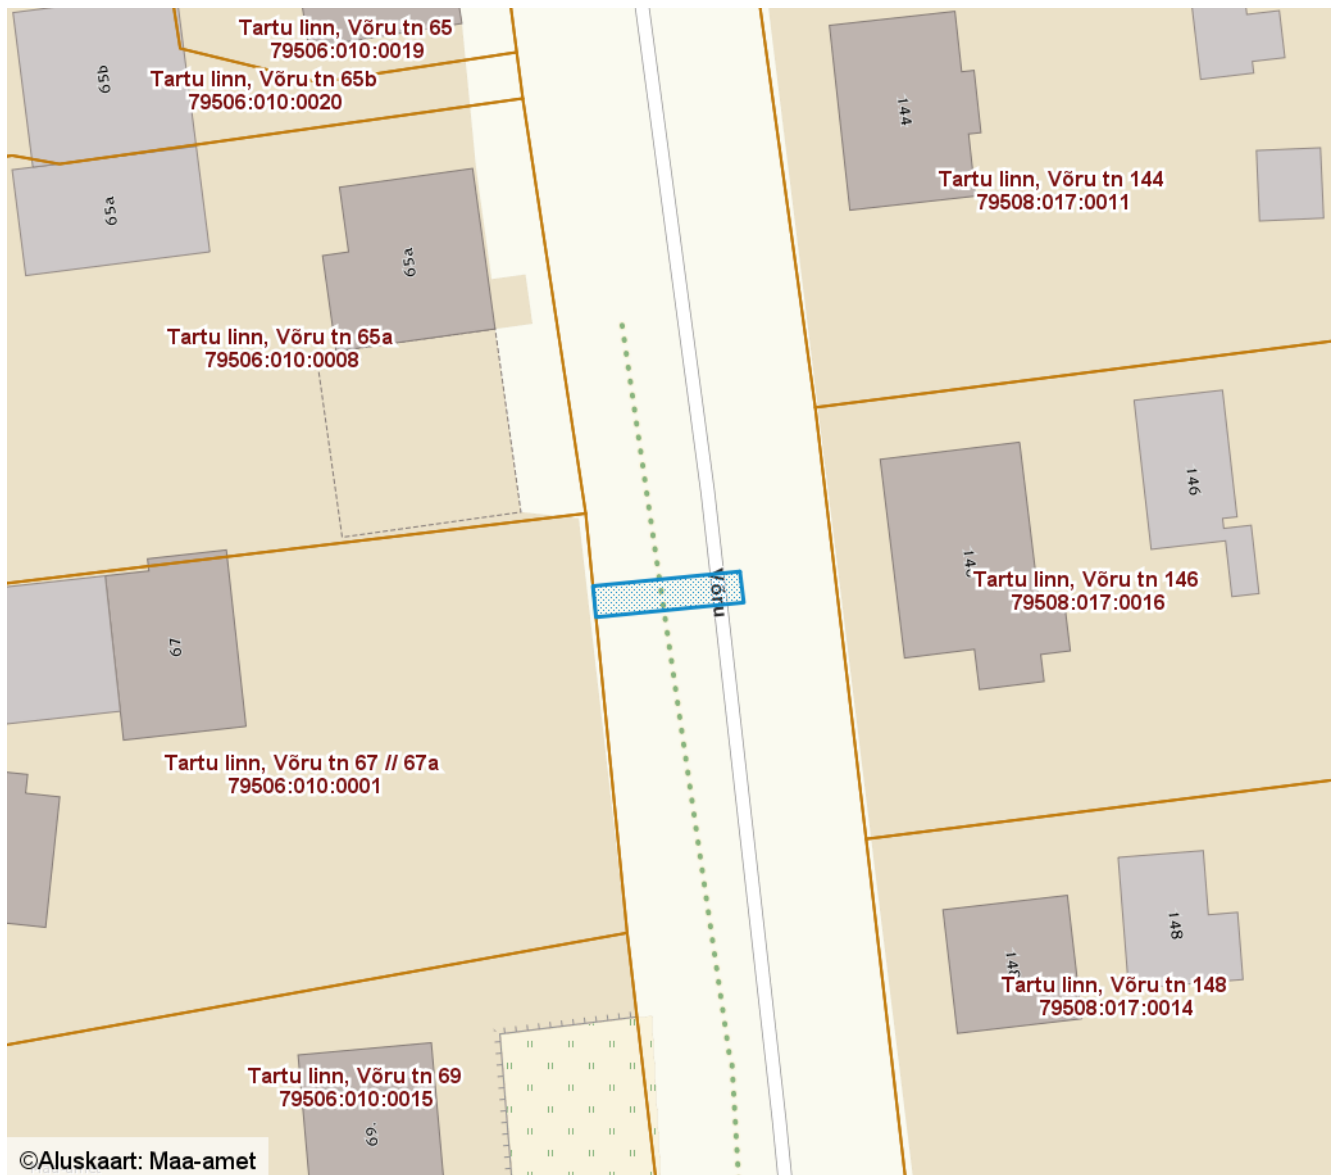 Tartu linn, Võru tn 65
79506:010:0019
65b
Tartu linn, Võru tn 65b
79506:010:0020
144
Tartu linn, Võru tn 144
79508:017:0011
65a
65a
Tartu linn, Võru tn 65a
79506:010:0008
146
Tartu linn, Võru tn 146
79508:017:0016
Võru
67
Tartu linn, Võru tn 67 // 67a
79506:010:0001
148
148
Tartu linn, Võru tn 148
79508:017:0014
Tartu linn, Võru tn 69
79506:010:0015
69
©Aluskaart: Maa-amet